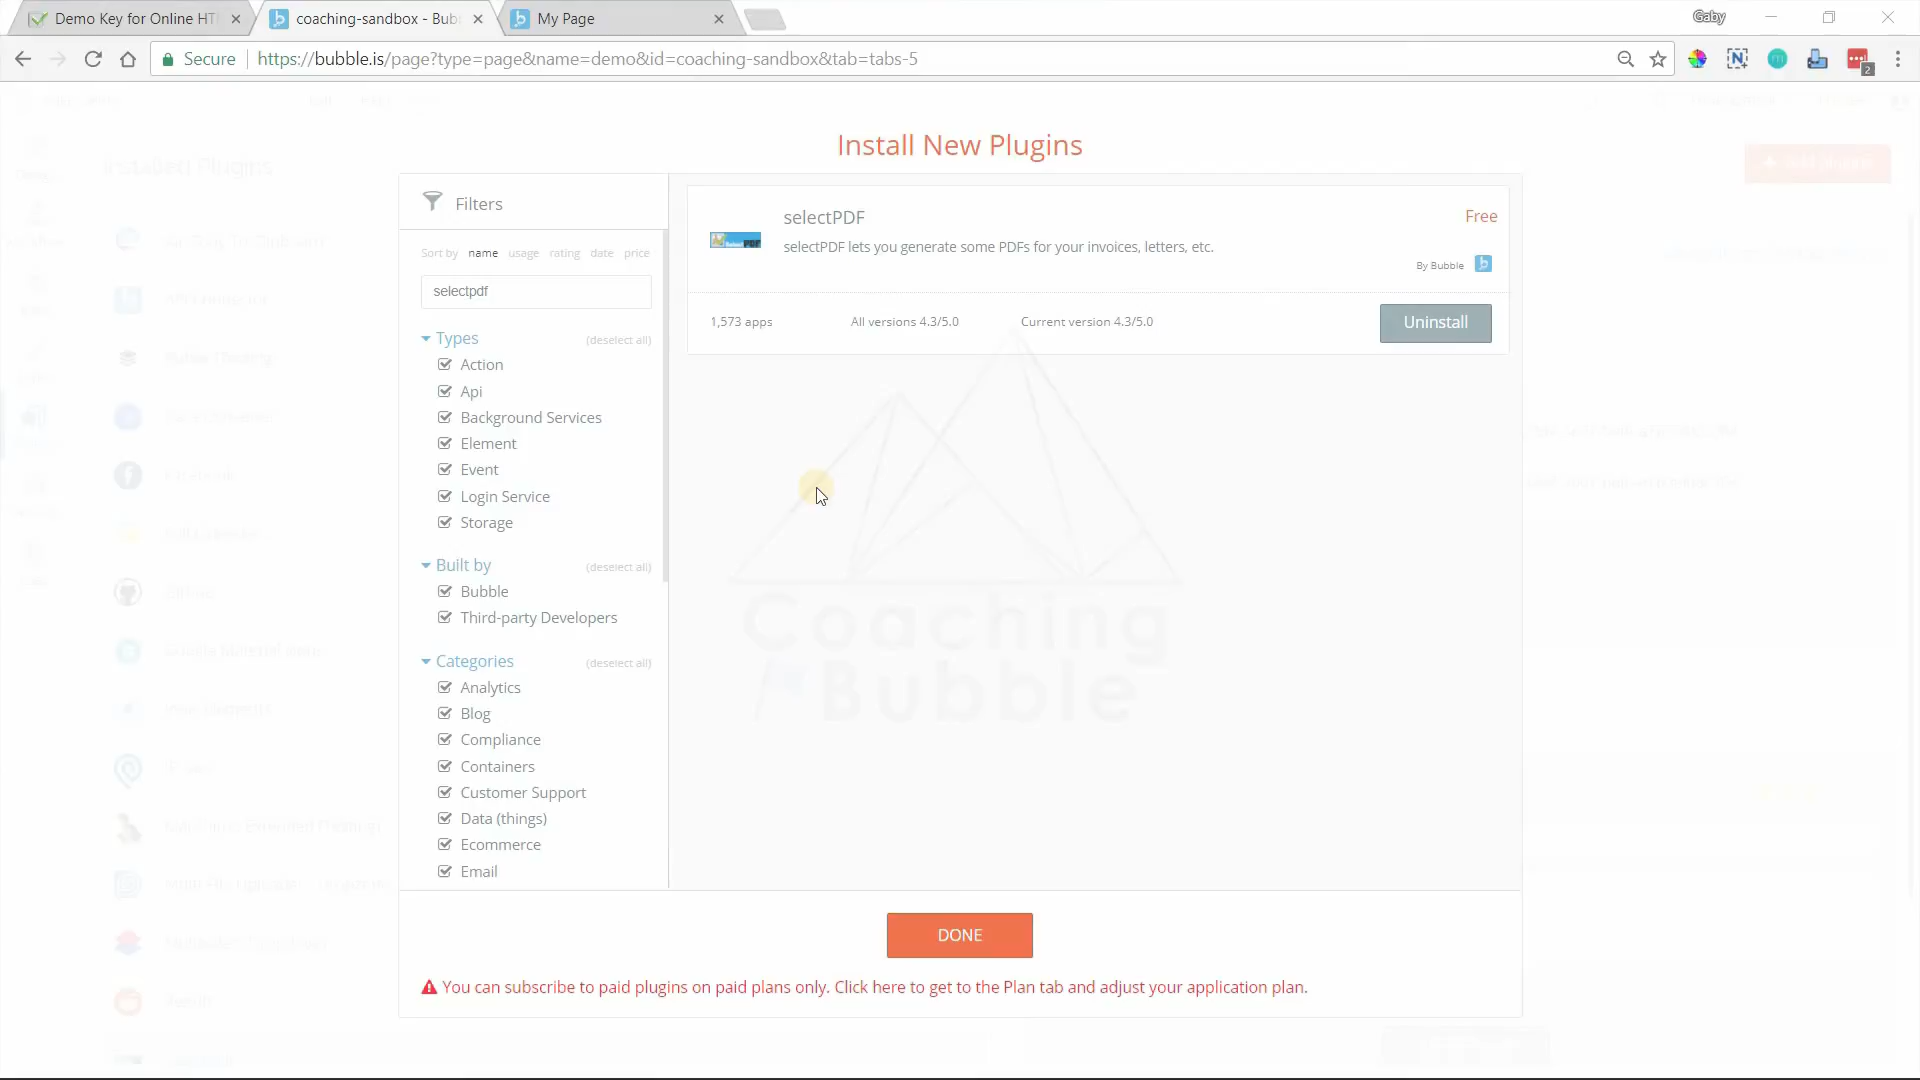 Demo Key for Online HT
coaching-sandbox - Bub
My Page
Gaby
Secure
https://bubble.is/page?type=page&name=demo&id=coaching-sandbox&tab=tabs-5
2
Install New Plugins
Installed Plugins
Filters
Sort by name usage rating date price
selectpdf
Types (deselect all)
Action
Api
Background Services
Element
Event
Login Service
Storage
Built by (deselect all)
Bubble
Third-party Developers
Categories (deselect all)
Analytics
Blog
Compliance
Containers
Customer Support
Data (things)
Ecommerce
Email
selectPDF
Free
selectPDF lets you generate some PDFs for your invoices, letters, etc.
By Bubble
1,573 apps
All versions 4.3/5.0
Current version 4.3/5.0
Uninstall
Coaching
Bubble
DONE
You can subscribe to paid plugins on paid plans only. Click here to get to the Plan tab and adjust your application plan.